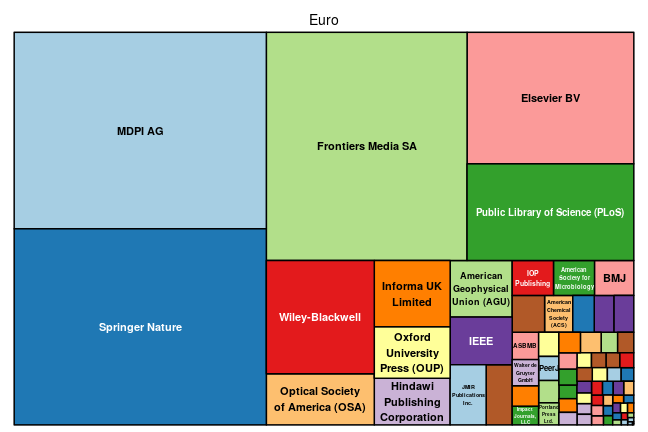 Euro
MDPI AG
Frontiers Media SA
Elsevier BV
Public Library of Science (PLoS)
Springer Nature
Wiley-Blackwell
Optical Society
of America (OSA)
Informa UK
Limited
Oxford
University
Press (OUP)
Hindawi
Publishing
Corporation
American
Geophysical
Union (AGU)
IEEE
JMIR
Publications
Inc.
IOP
Publishing
American
Society for
Microbiology
BMJ
American
Chemical
Society
(ACS)
ASBMB
Walter de
Gruyter
GmbH
Impact
Journals,
LLC
PeerJ
Portland
Press
Ltd.